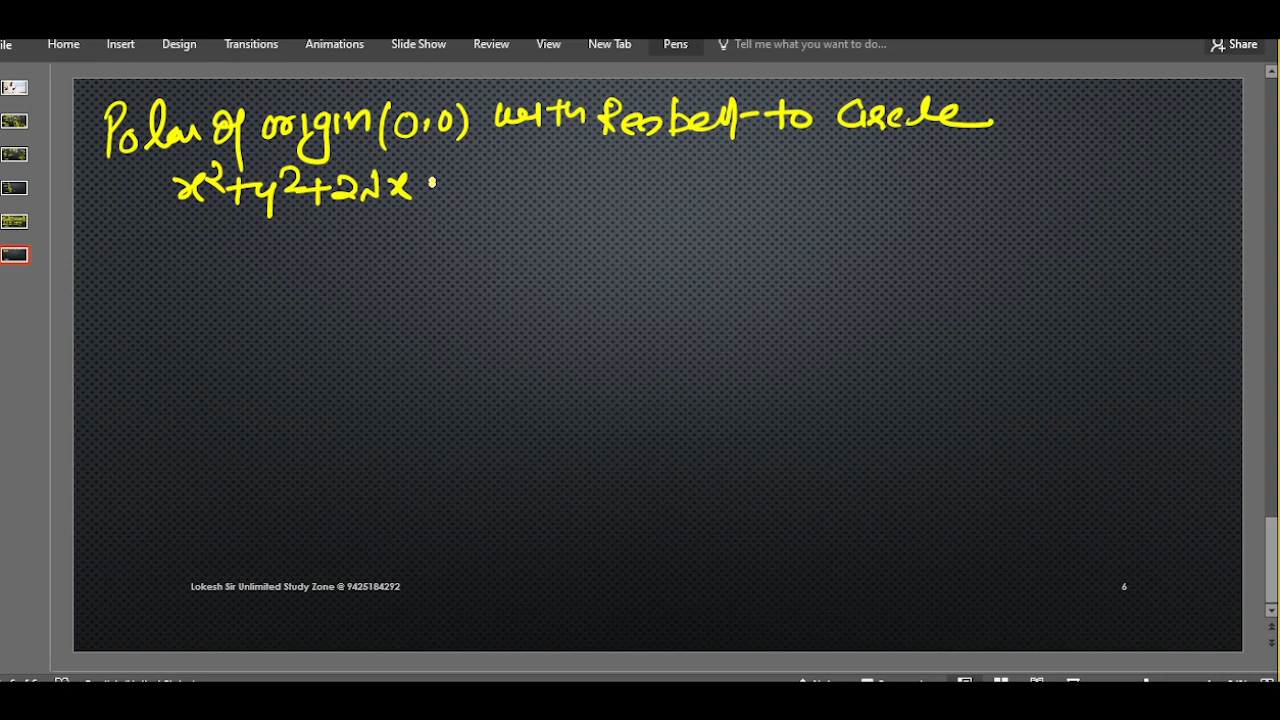 File Home Insert Design Transitions Animations Slide Show Review View New Tab Pens Tell me what you want to do... Share
Polar of origin (0,0) with Respect to Circle
x²+y²+2λx
Lokesh Sir Unlimited Study Zone @ 9425184292 6